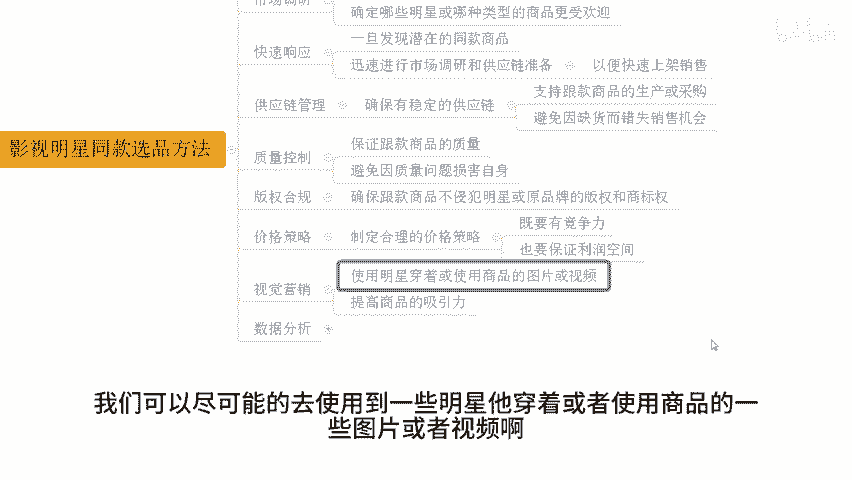 市场调研
确定哪些明星或哪种类型的商品更受欢迎
快速响应
一旦发现潜在的同款商品
迅速进行市场调研和供应链准备
以便快速上架销售
供应链管理
确保有稳定的供应链
支持跟款商品的生产或采购
避免因缺货而错失销售机会
影视明星同款选品方法
质量控制
保证跟款商品的质量
避免因质量问题损害自身
版权合规
确保跟款商品不侵犯明星或原品牌的版权和商标权
价格策略
制定合理的价格策略
既要有竞争力
也要保证利润空间
视觉营销
使用明星穿着或使用商品的图片或视频
提高商品的吸引力
数据分析
我们可以尽可能的去使用到一些明星他穿着或者使用商品的一
些图片或者视频啊